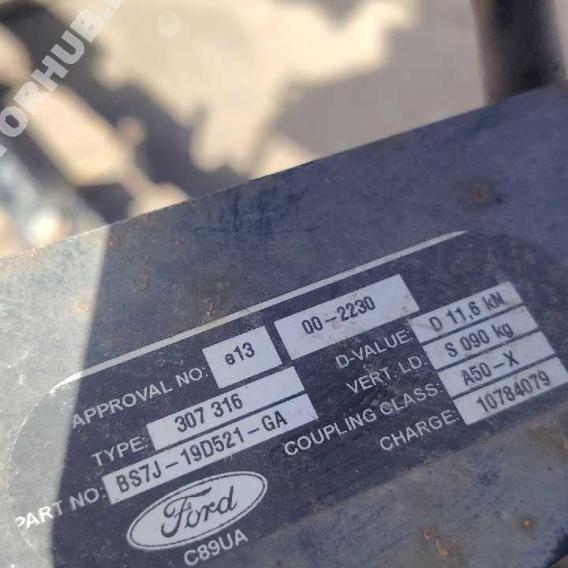 APPROVAL NO: e13 00-2230
TYPE: 307 316
PART NO: BS7J-19D521-GA
D-VALUE: D 11,6 kN
VERT. LD: S 090 kg
COUPLING CLASS: A50-X
CHARGE: 10784079
Ford
C89UA